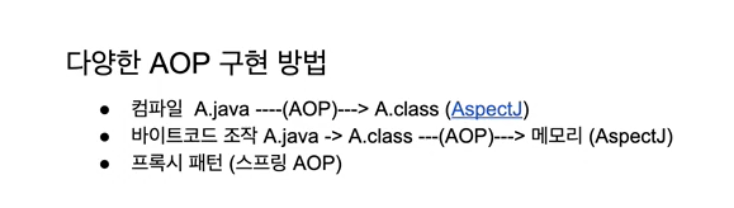 다양한 AOP 구현 방법
● 컴파일 A.java ----(AOP)---> A.class (AspectJ)
● 바이트코드 조작 A.java -> A.class ---(AOP)---> 메모리 (AspectJ)
● 프록시 패턴 (스프링 AOP)